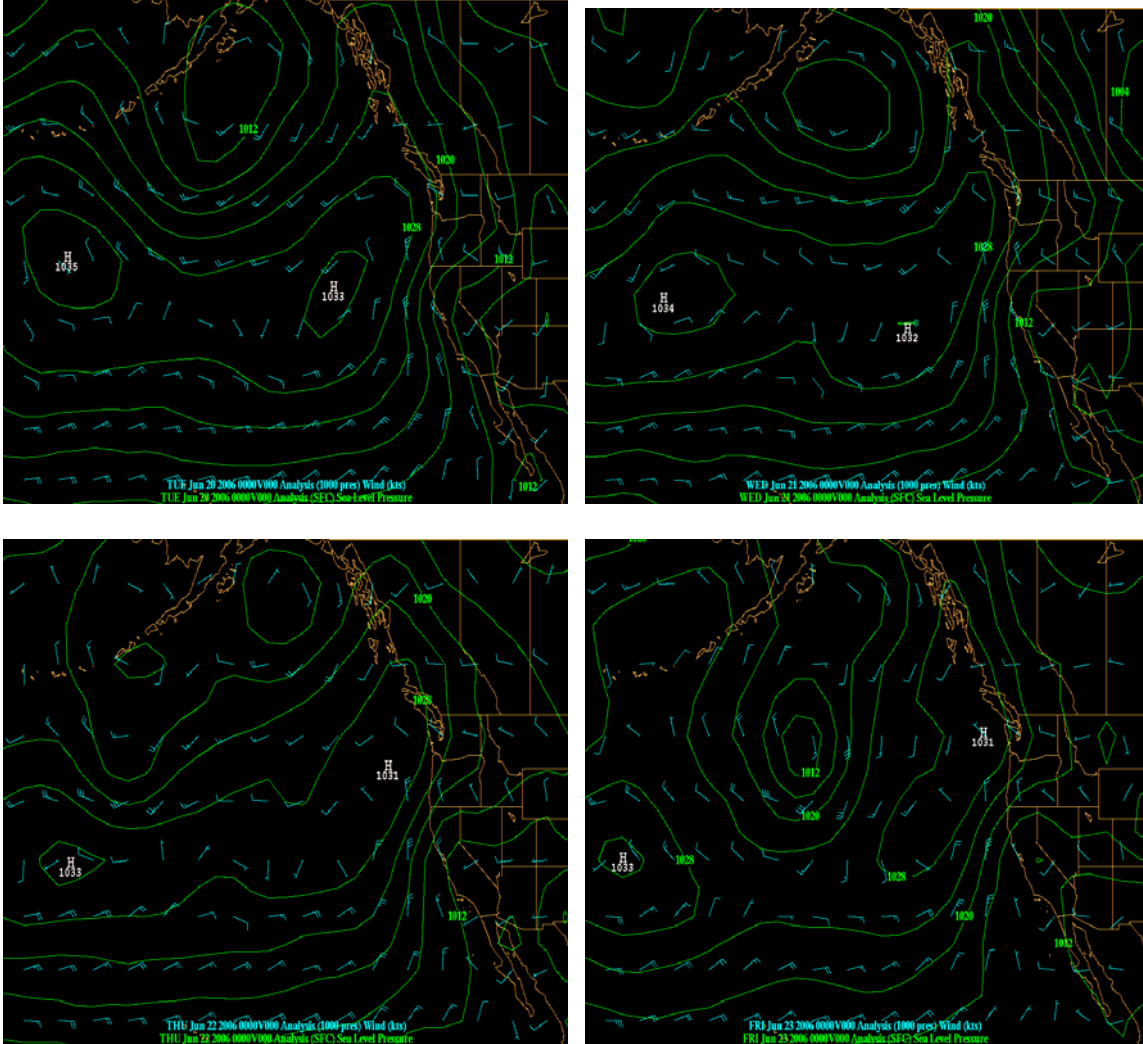 1012
1020
1028
H
1035
H
1033
1012
TUE Jun 20 2006 0000V000 Analysis (1000 pres) Wind (kts)
TUE Jun 20 2006 0000V000 Analysis (SFC) Sea Level Pressure
1012
1020
1004
1028
H
1034
H
1032
1012
WED Jun 21 2006 0000V000 Analysis (1000 pres) Wind (kts)
WED Jun 21 2006 0000V000 Analysis (SFC) Sea Level Pressure
1020
1028
H
1031
H
1033
1012
THU Jun 22 2006 0000V000 Analysis (1000 pres) Wind (kts)
THU Jun 22 2006 0000V000 Analysis (SFC) Sea Level Pressure
1020
H
1031
1012
1020
H
1033
1028
1028
1020
1012
FRI Jun 23 2006 0000V000 Analysis (1000 pres) Wind (kts)
FRI Jun 23 2006 0000V000 Analysis (SFC) Sea Level Pressure